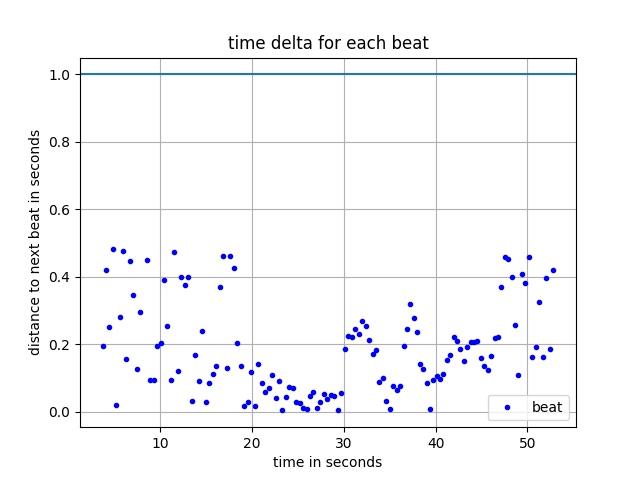 time delta for each beat
distance to next beat in seconds
1.0
0.8
0.6
0.4
0.2
0.0
beat
10 20 30 40 50
time in seconds